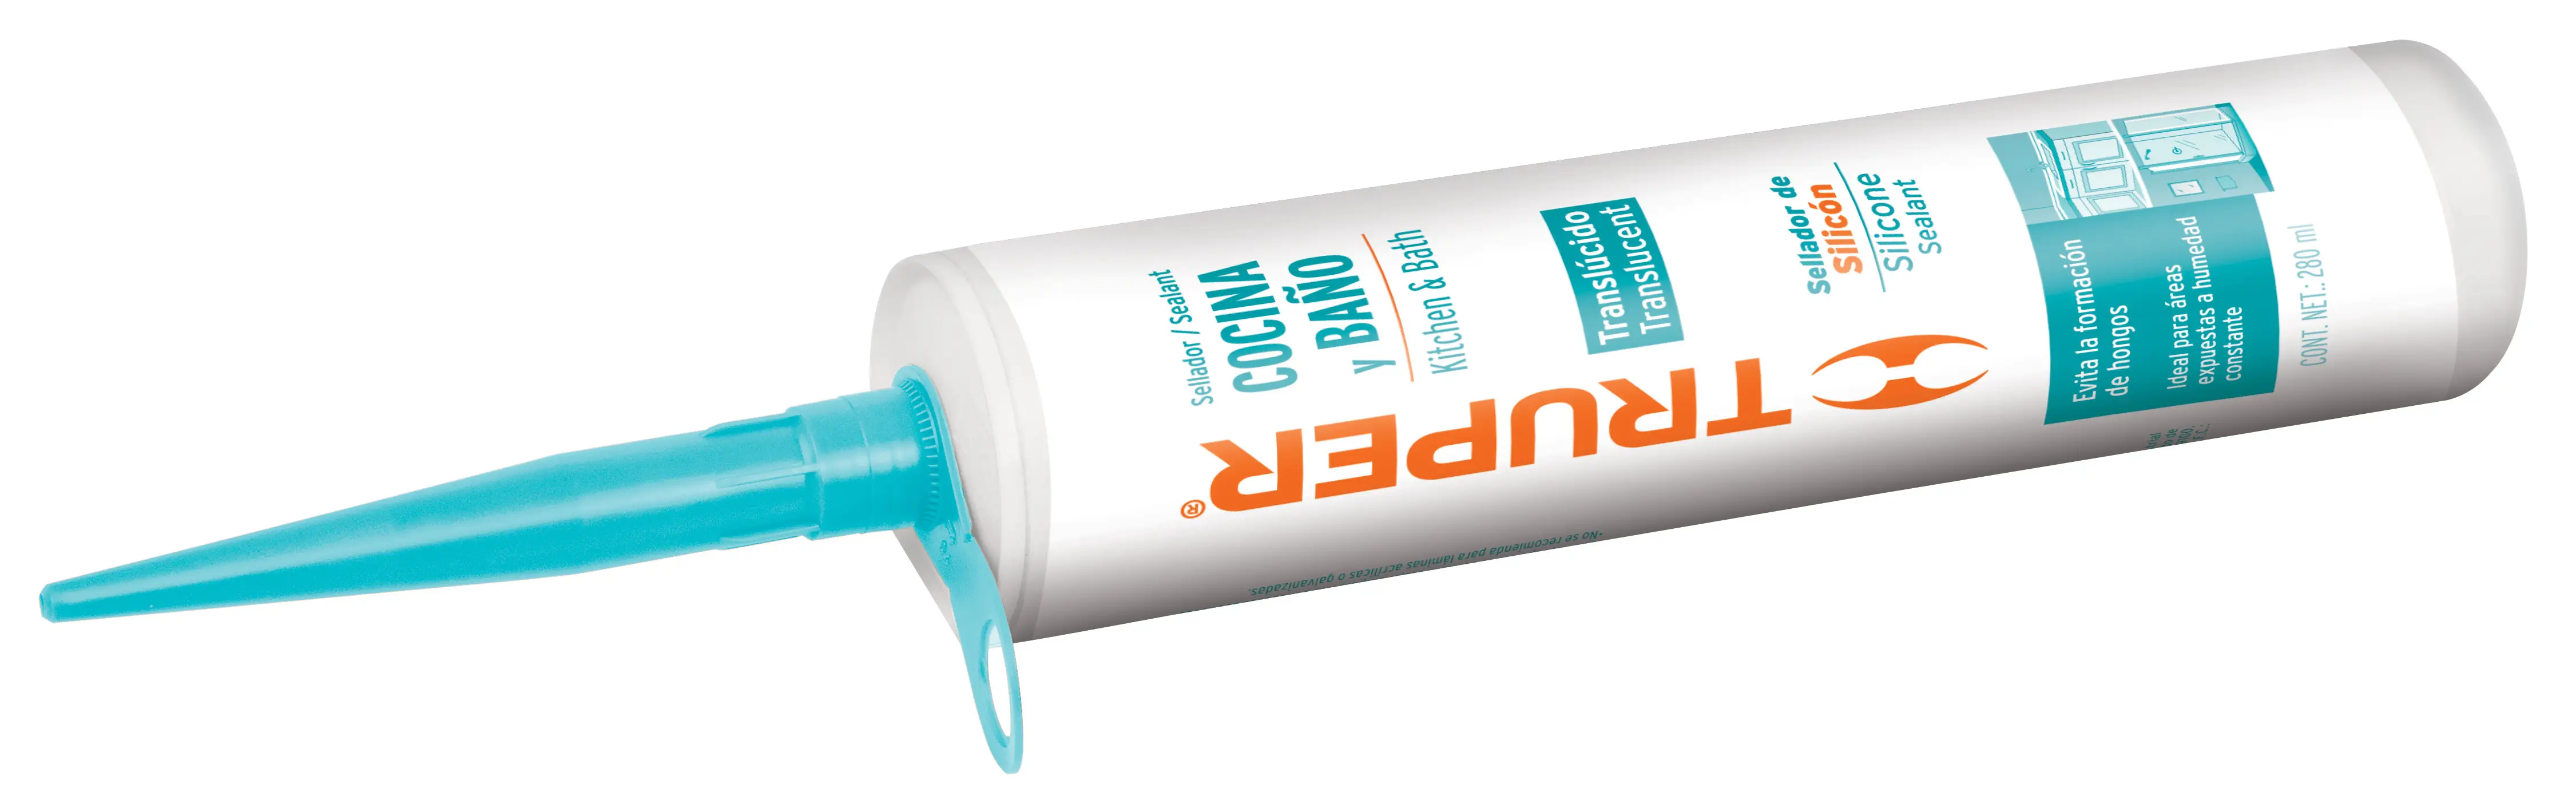 Sellador / Sealant
COCINA
y BAÑO
Kitchen & Bath
Translúcido
Translucent
Sellador de
Silicón
Silicone
Sealant
TRUPER®
Evita la formación
de hongos
Ideal para áreas
expuestas a humedad
constante
CONT. NET.: 280 ml
•No se recomienda para láminas acrílicas o galvanizadas.